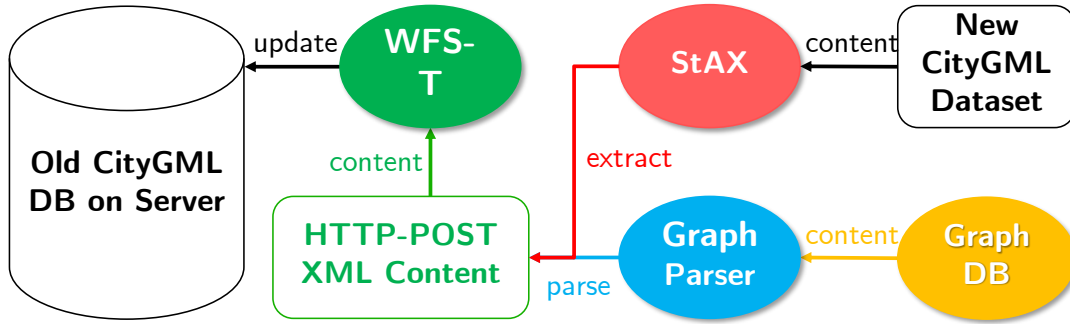 update
WFS-
T
StAX
content
New
CityGML
Dataset
Old CityGML
DB on Server
content
extract
HTTP-POST
XML Content
parse
Graph
Parser
content
Graph
DB